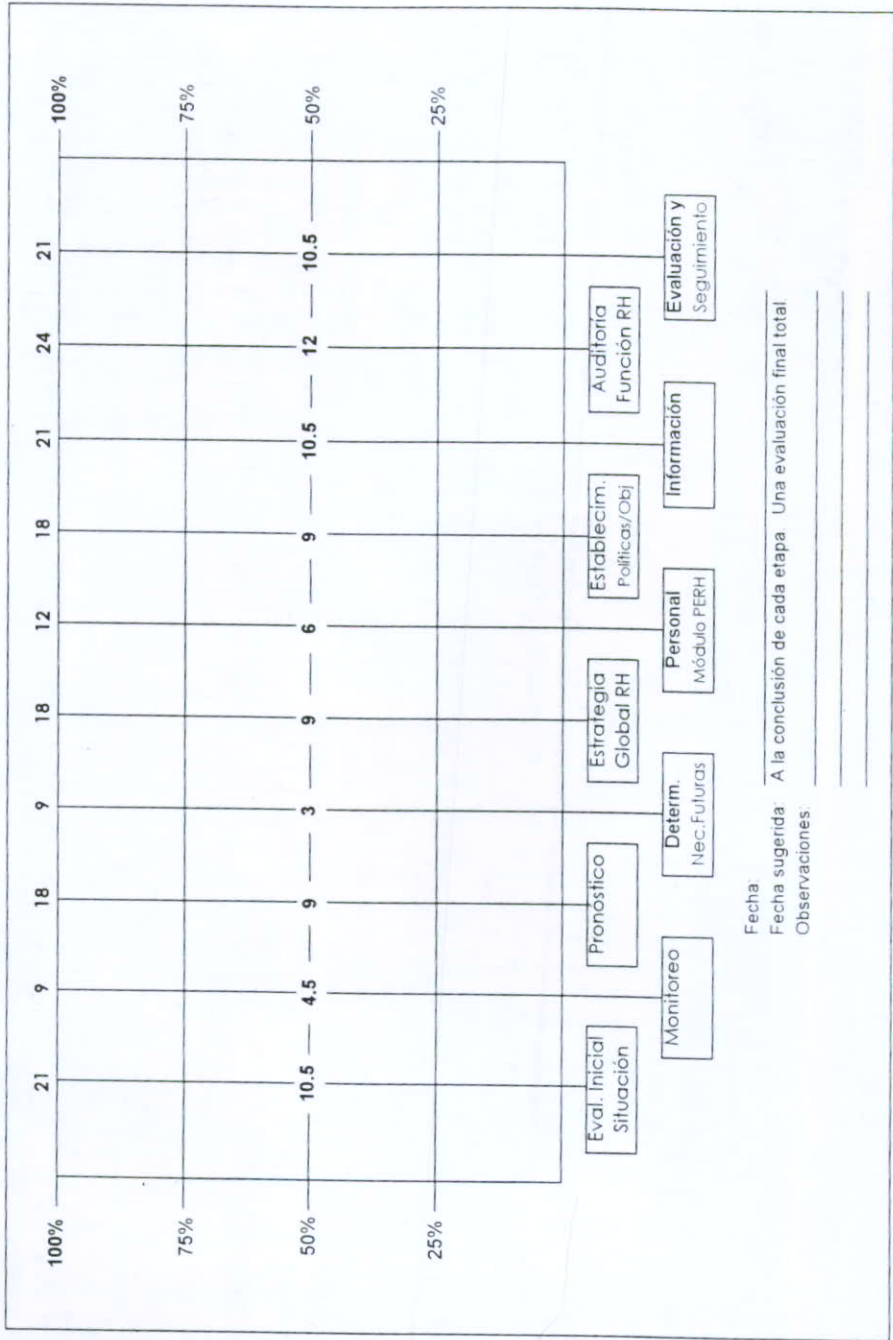 21 9 18 9 18 12 18 21 24 21
100% 100%
75% 75%
50% 10.5 4.5 9 3 9 6 9 10.5 12 10.5 50%
25% 25%
Eval. Inicial
Situación
Pronóstico
Estrategia
Global RH
Establecim.
Políticas/Obj
Auditoría
Función RH
Monitoreo
Determ.
Nec.Futuras
Personal
Módulo PERH
Información
Evaluación y
Seguimiento
Fecha:
Fecha sugerida: A la conclusión de cada etapa. Una evaluación final total.
Observaciones: